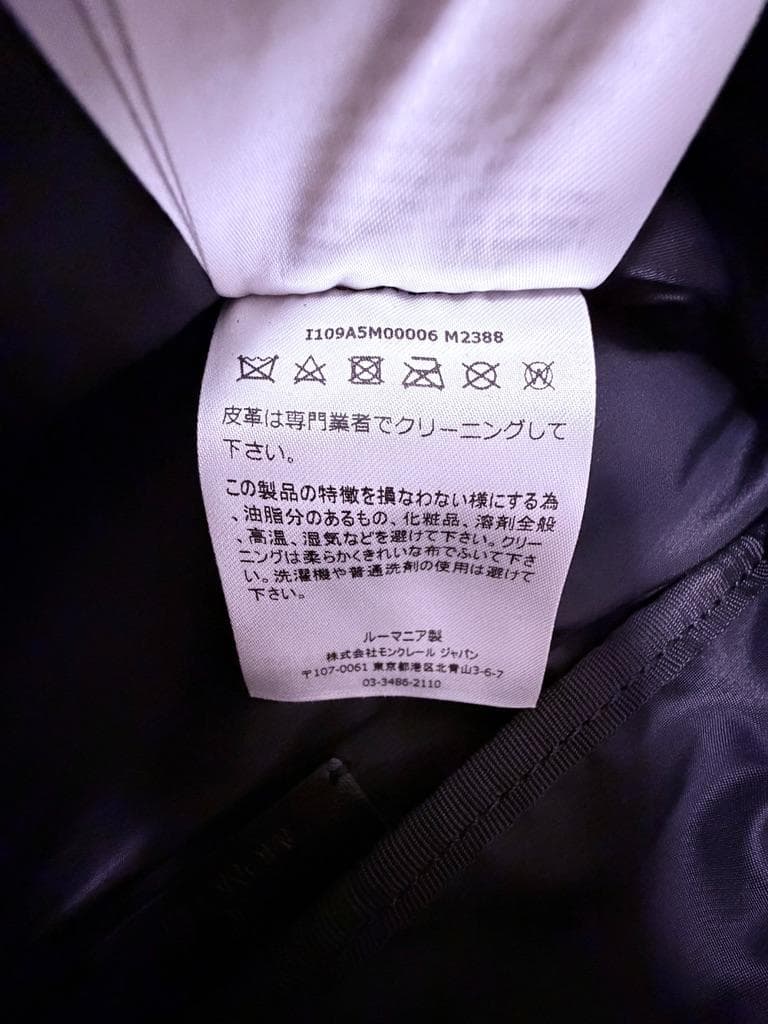 I109A5M00006 M2388
皮革は専門業者でクリーニングして
下さい。
この製品の特徴を損なわない様にする為
、油脂分のあるもの、化粧品、溶剤全般
、高温、湿気などを避けて下さい。クリー
ニングは柔らかくきれいな布でふいて下さ
い。洗濯機や普通洗剤の使用は避けて
下さい。
ルーマニア製
株式会社モンクレール ジャパン
〒107-0061 東京都港区北青山3-6-7
03-3486-2110